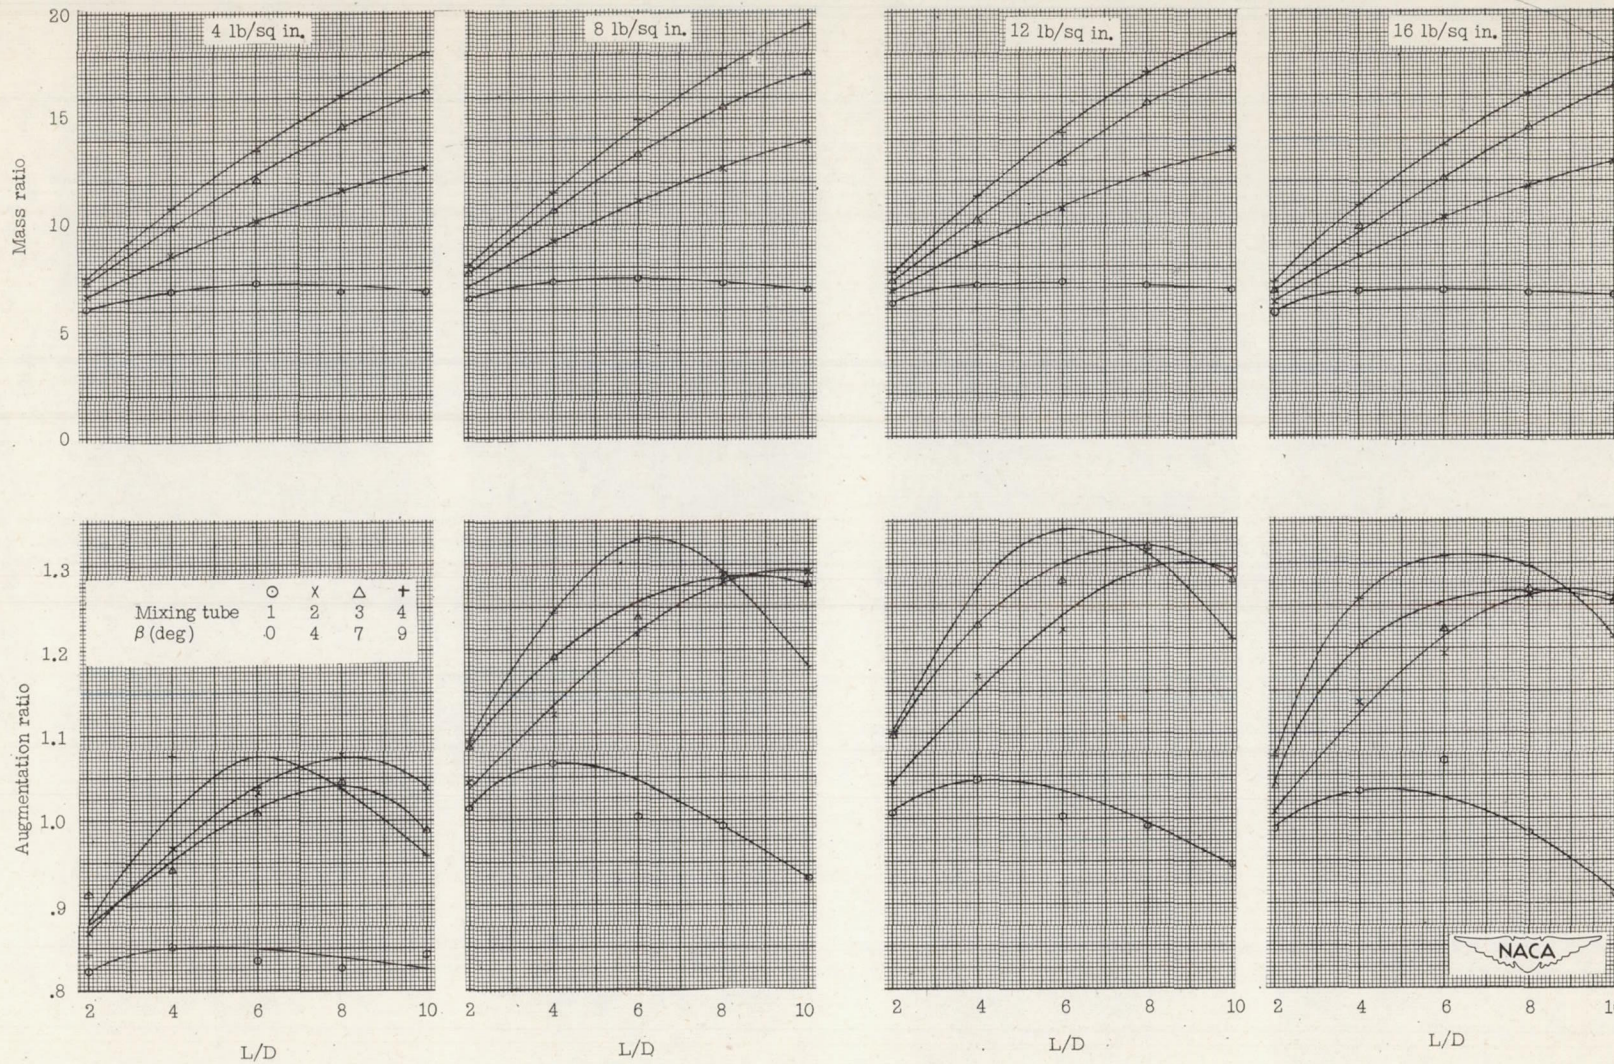 4 lb/sq in.
8 lb/sq in.
12 lb/sq in.
16 lb/sq in.
20
15
10
5
0
Mass ratio
1.3
1.2
1.1
1.0
.9
.8
Augmentation ratio
Mixing tube 1 2 3 4
β (deg) 0 4 7 9
NACA
2 4 6 8 10
2 4 6 8 10
2 4 6 8 10
2 4 6 8
L/D
L/D
L/D
L/D